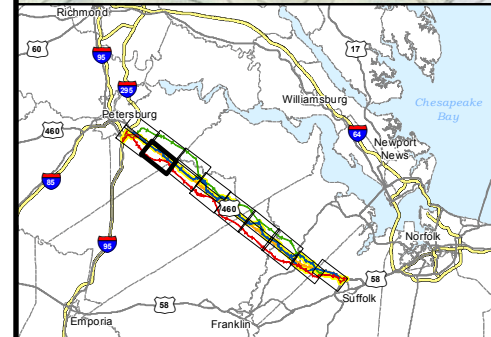 Richmond
60
95
17
295
Williamsburg
Petersburg
Chesapeake
Bay
460
64
Newport
News
85
460
95
Norfolk
58
58
Suffolk
Emporia
Franklin